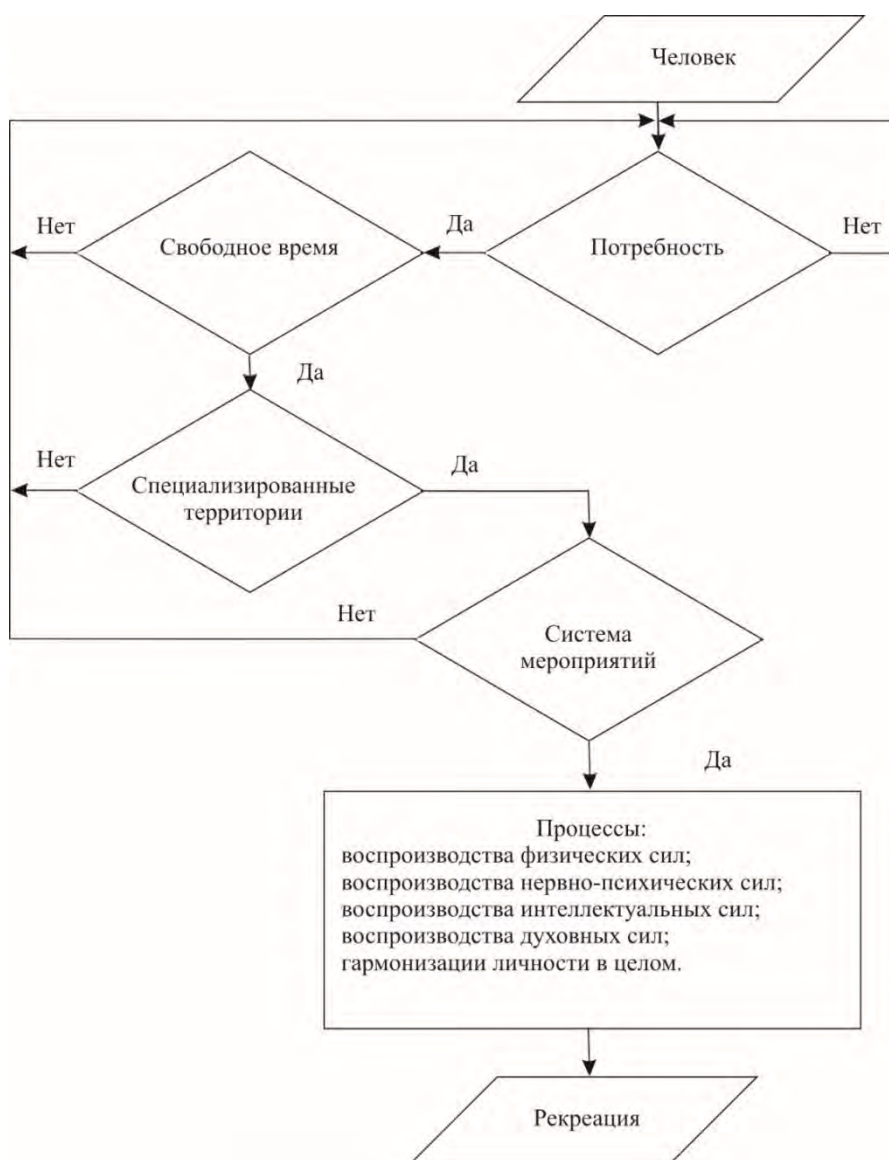 Человек
Нет
Свободное время
Да
Потребность
Нет
Да
Нет
Специализированные
территории
Да
Нет
Система
мероприятий
Да
Процессы:
воспроизводства физических сил;
воспроизводства нервно-психических сил;
воспроизводства интеллектуальных сил;
воспроизводства духовных сил;
гармонизации личности в целом.
Рекреация